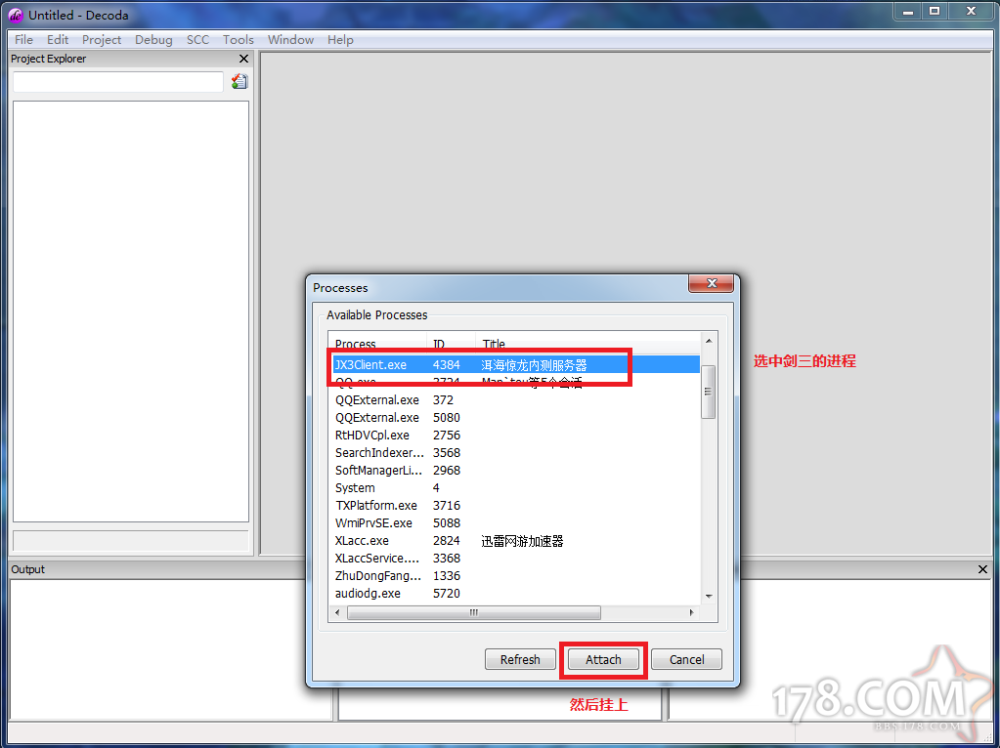 Untitled - Decoda
File Edit Project Debug SCC Tools Window Help
Project Explorer
Processes
Available Processes
Process ID Title
JX3Client.exe 4384 洱海惊龙内测服务器
QQ.exe 2724 Man`tou等5个会话
QQExternal.exe 372
QQExternal.exe 5080
RtHDVCpl.exe 2756
SearchIndexer... 3568
SoftManagerLi... 2968
System 4
TXPlatform.exe 3716
WmiPrvSE.exe 5088
XLacc.exe 2824 迅雷网游加速器
XLaccService.... 3368
ZhuDongFang... 1336
audiodg.exe 5720
Refresh Attach Cancel
选中剑三的进程
然后挂上
Output
178.COM
BBS.178.COM